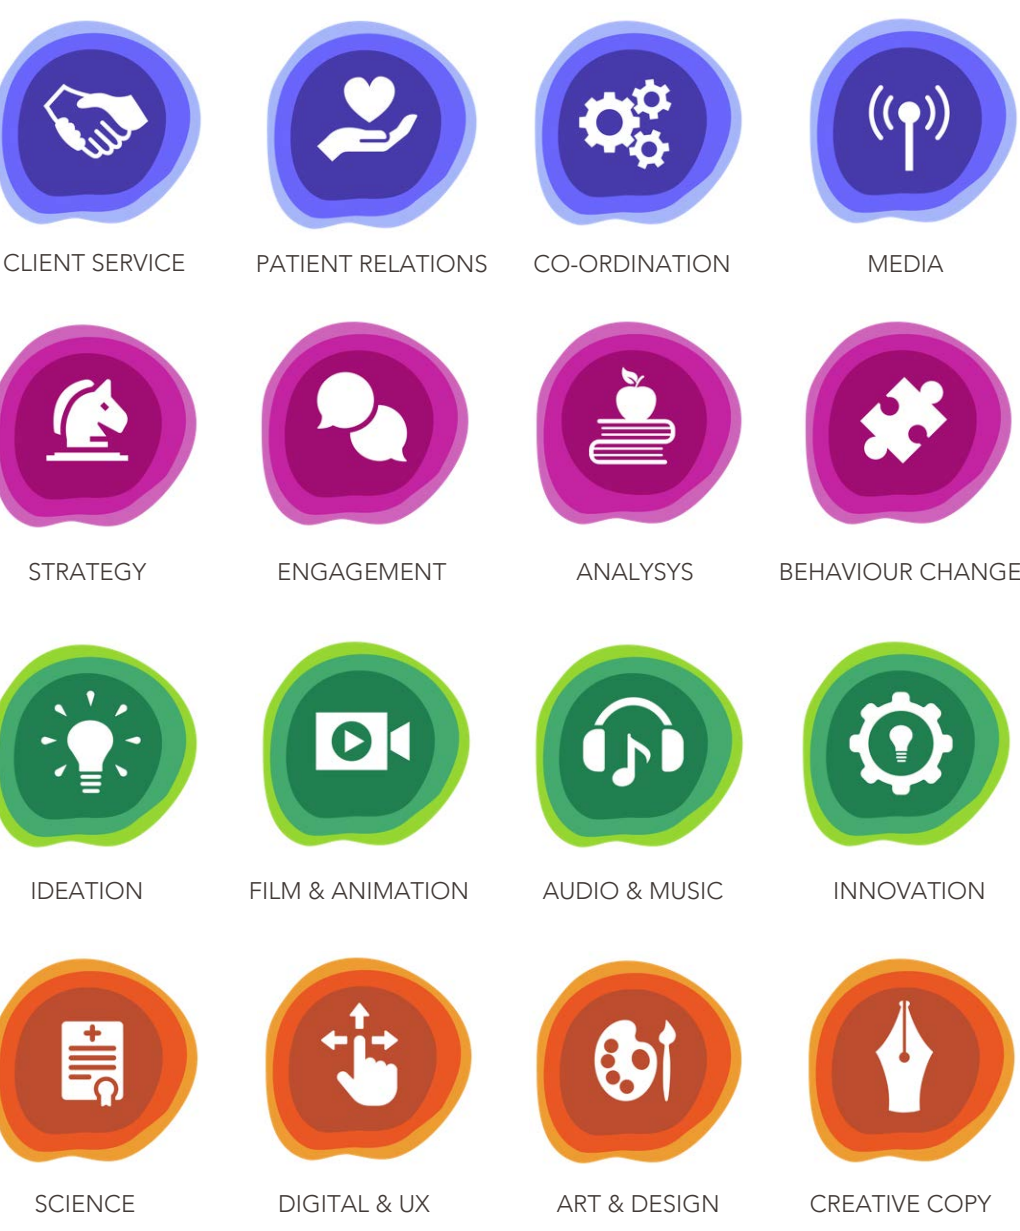 CLIENT SERVICE
PATIENT RELATIONS
CO-ORDINATION
MEDIA
STRATEGY
ENGAGEMENT
ANALYSYS
BEHAVIOUR CHANGE
IDEATION
FILM & ANIMATION
AUDIO & MUSIC
INNOVATION
SCIENCE
DIGITAL & UX
ART & DESIGN
CREATIVE COPY